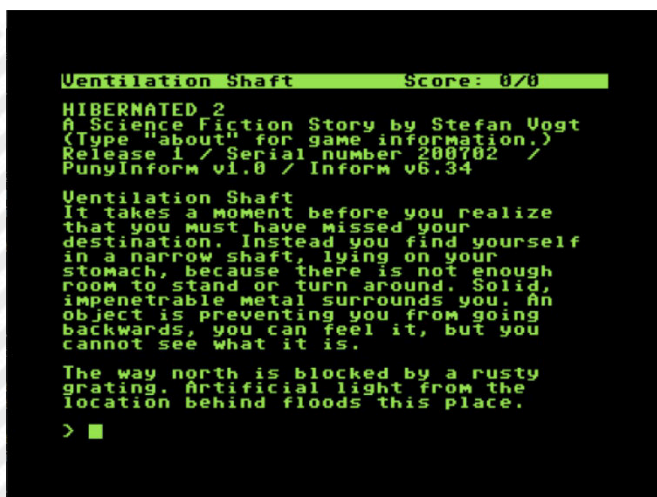 Ventilation Shaft Score: 0/0
HIBERNATED 2
A Science Fiction Story by Stefan Vogt
(Type "about" for game information.)
Release 1 / Serial number 200702 /
PunyInform v1.0 / Inform v6.34
Ventilation Shaft
It takes a moment before you realize
that you must have missed your
destination. Instead you find yourself
in a narrow shaft, lying on your
stomach, because there is not enough
room to stand or turn around. Solid,
impenetrable metal surrounds you. An
object is preventing you from going
backwards, you can feel it, but you
cannot see what it is.
The way north is blocked by a rusty
grating. Artificial light from the
location behind floods this place.
>